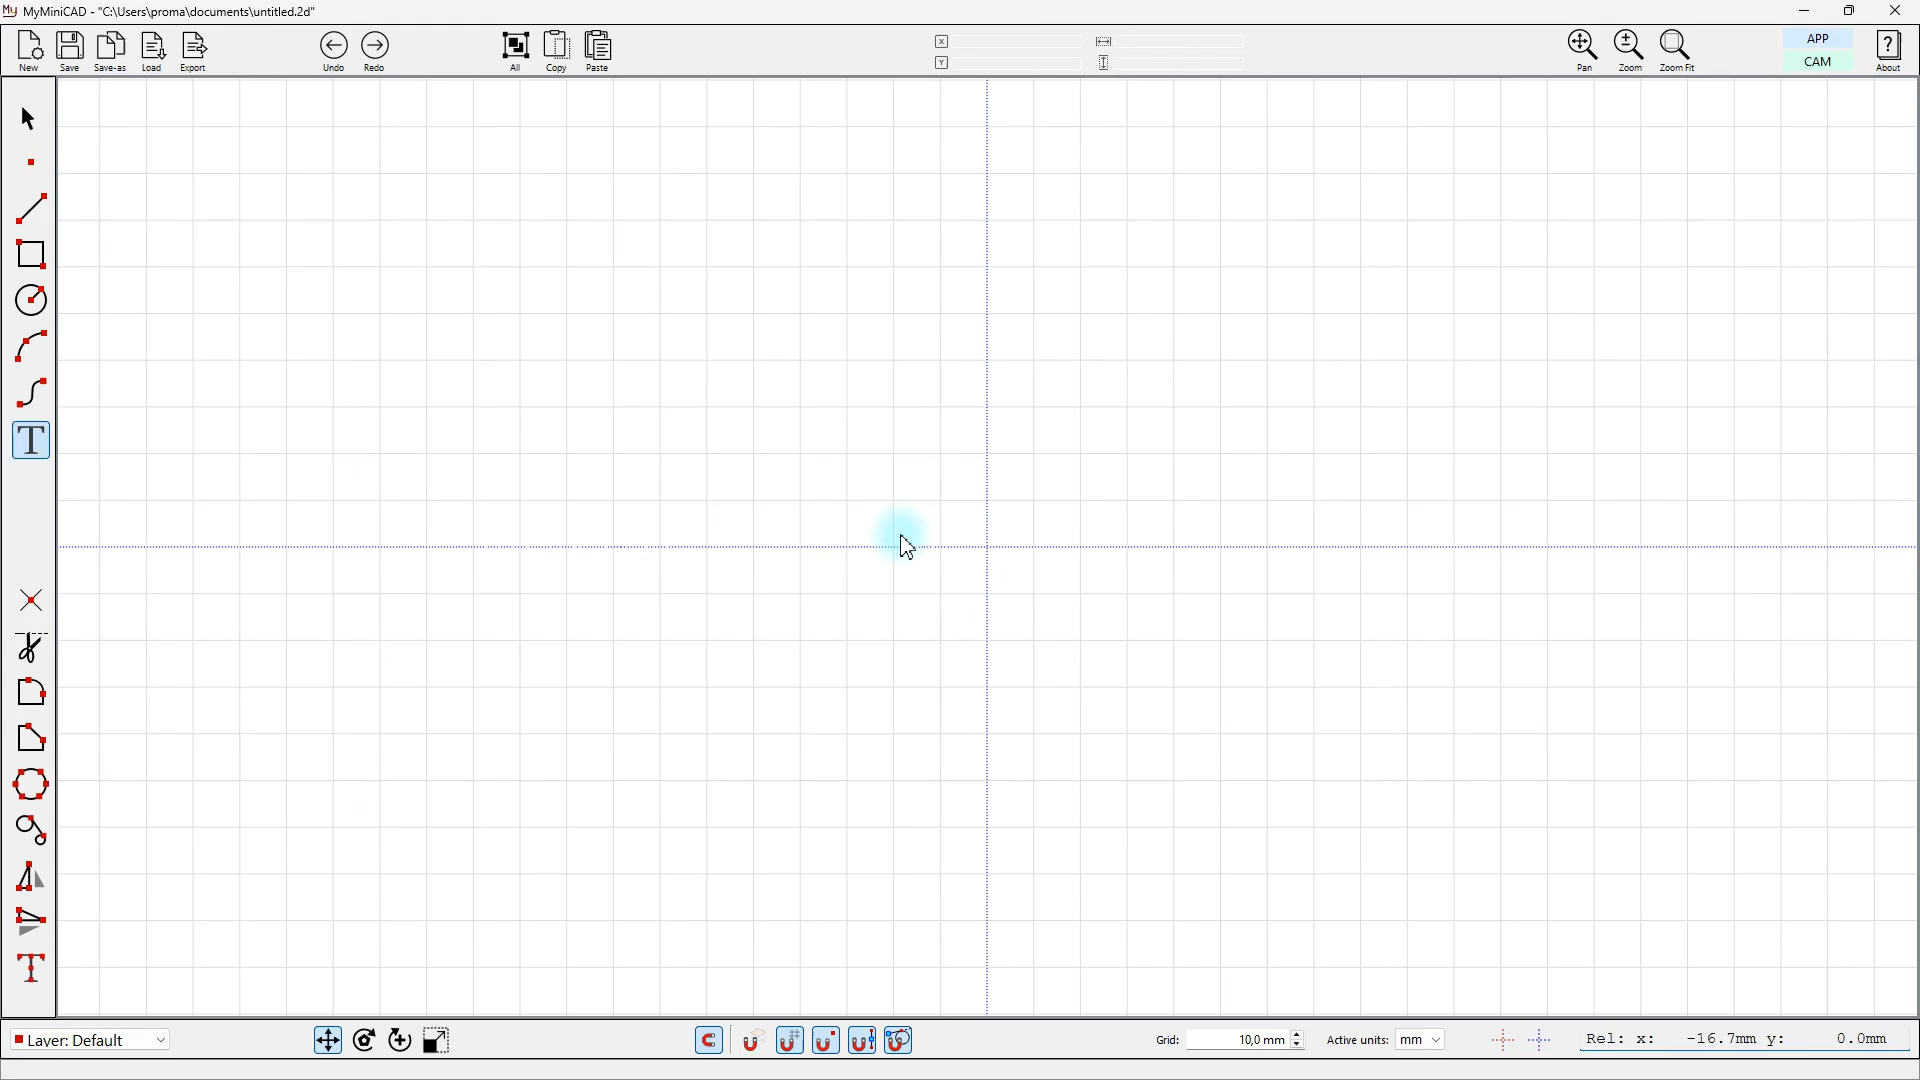 My MyMiniCAD - "C:\Users\proma\documents\untitled.2d"
New Save Save-as Load Export Undo Redo All Copy Paste X Y Pan Zoom Zoom Fit APP CAM ? About
T
T
Layer: Default Grid: 10,0 mm Active units: mm Rel: x: -16.7mm y: 0.0mm